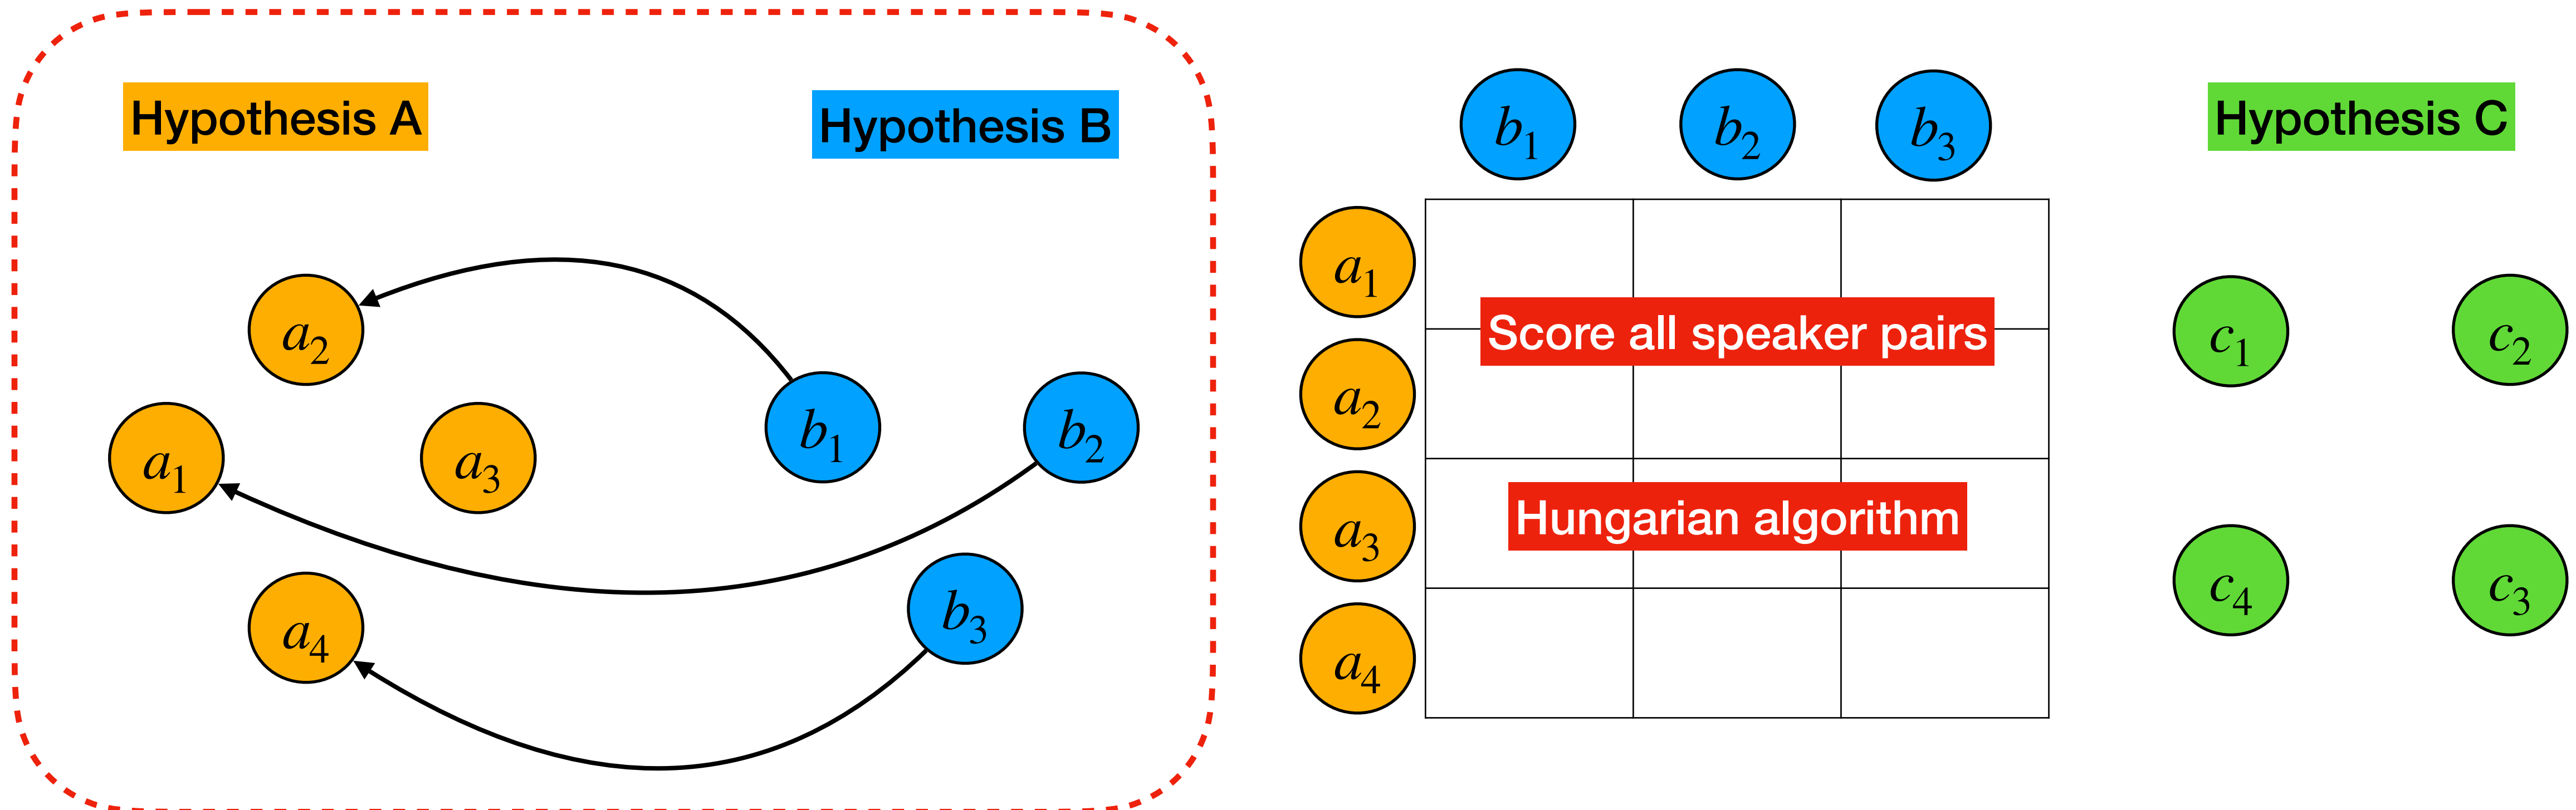 Hypothesis A
Hypothesis B
a₂
a₁
a₃
a₄
b₁
b₂
b₃
b₁
b₂
b₃
a₁
a₂
a₃
a₄
Score all speaker pairs
Hungarian algorithm
Hypothesis C
c₁
c₂
c₄
c₃